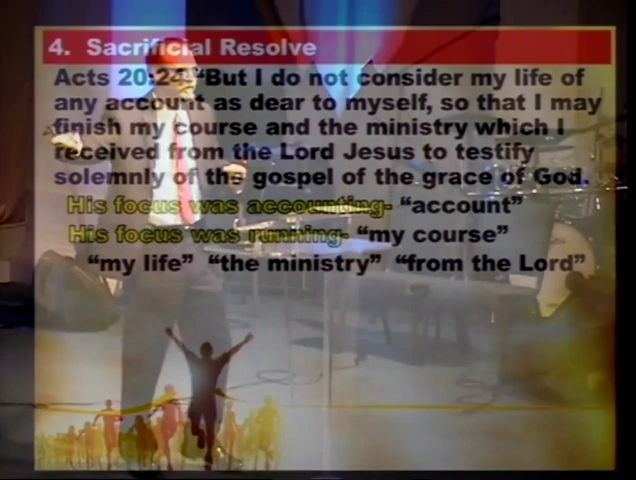 4. Sacrificial Resolve
Acts 20:24 “But I do not consider my life of
any account as dear to myself, so that I may
finish my course and the ministry which I
received from the Lord Jesus to testify
solemnly of the gospel of the grace of God.
His focus was accounting- “account”
His focus was running- “my course”
“my life” “the ministry” “from the Lord”